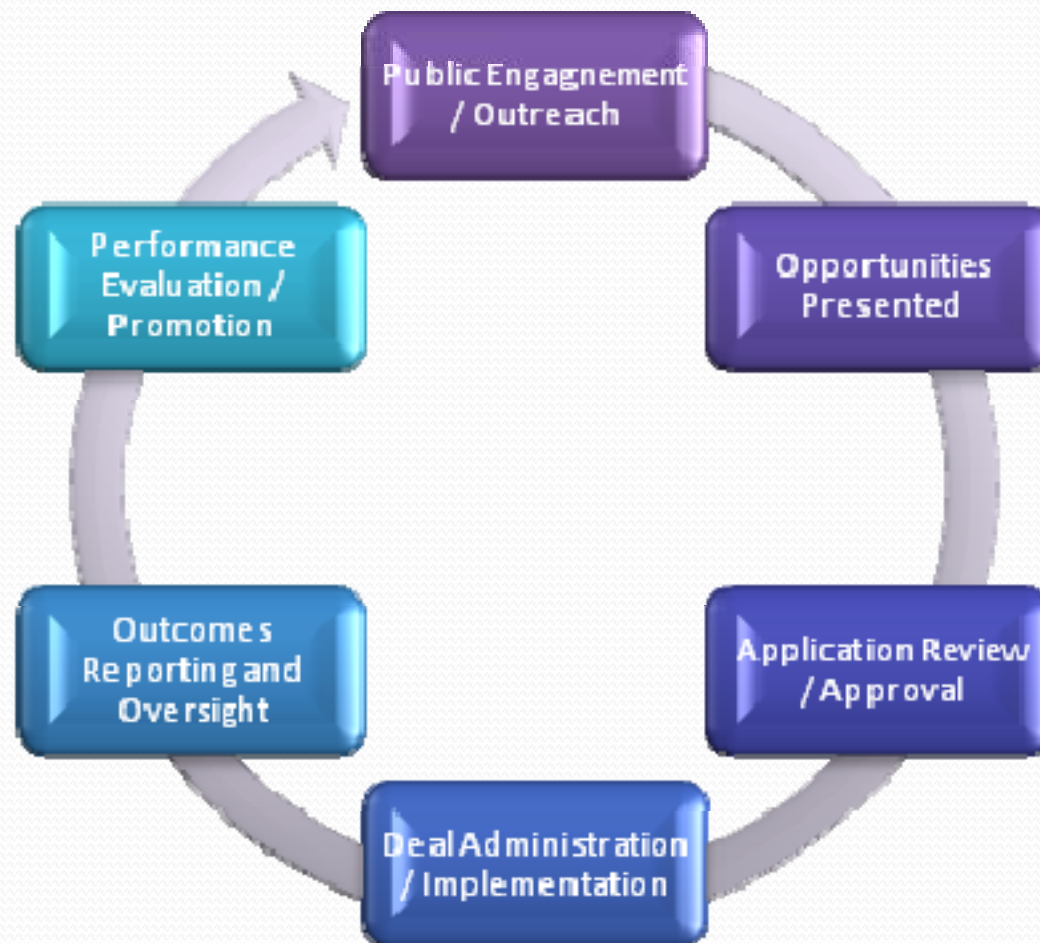 Public Engagnement
/ Outreach
Opportunities
Presented
Application Review
/ Approval
Deal Administration
/ Implementation
Outcomes
Reporting and
Oversight
Performance
Evaluation /
Promotion